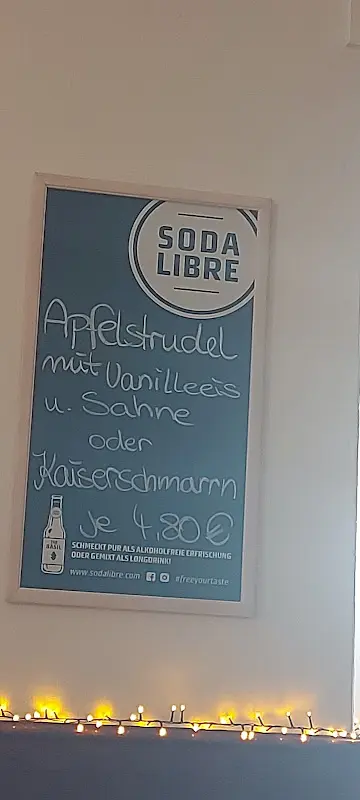 SODA
LIBRE
Apfelstrudel
mit Vanilleeis
u. Sahne
oder
Kaiserschmarrn
je 4,80 €
SCHMECKT PUR ALS ALKOHOLFREIE ERFRISCHUNG
ODER GEMIXT ALS LONGDRINK!
www.sodalibre.com #freeyourtaste